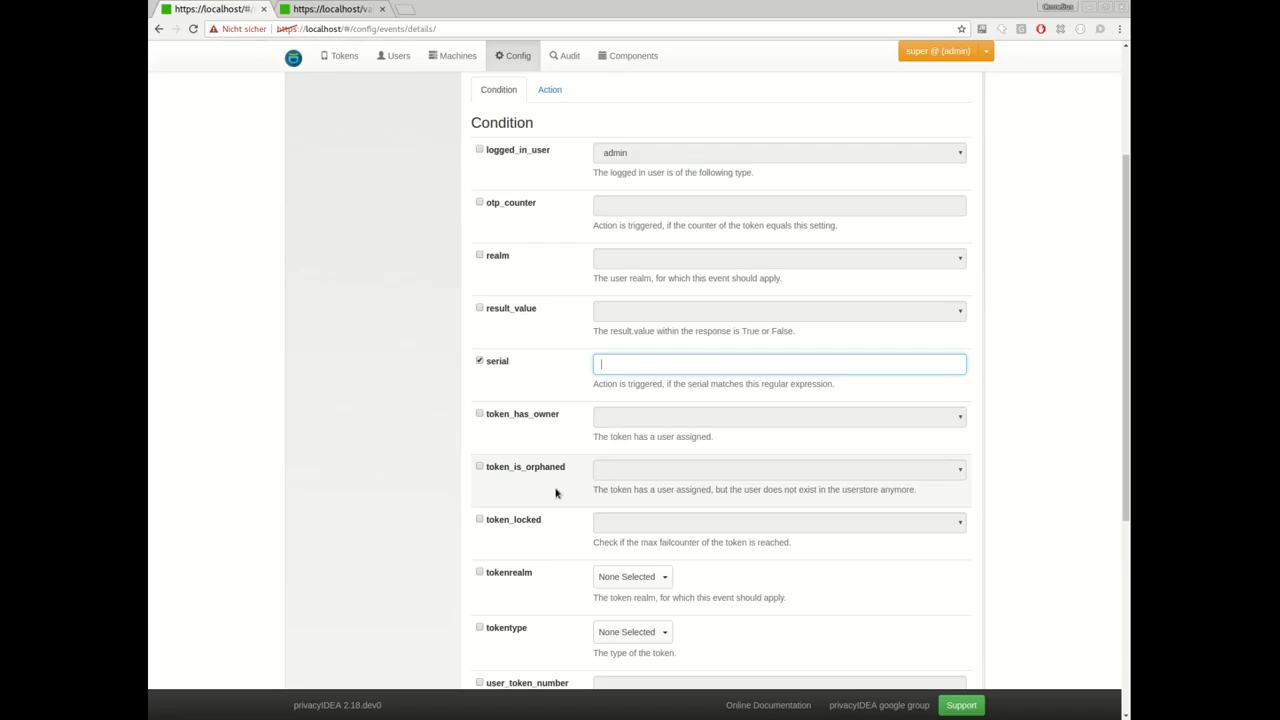 https://localhost/#/
https://localhost/va
Cornelius
Nicht sicher https://localhost/#/config/events/details/
Tokens Users Machines Config Audit Components super @ (admin)
Condition Action
Condition
logged_in_user admin
The logged in user is of the following type.
otp_counter
Action is triggered, if the counter of the token equals this setting.
realm
The user realm, for which this event should apply.
result_value
The result.value within the response is True or False.
serial
Action is triggered, if the serial matches this regular expression.
token_has_owner
The token has a user assigned.
token_is_orphaned
The token has a user assigned, but the user does not exist in the userstore anymore.
token_locked
Check if the max failcounter of the token is reached.
tokenrealm None Selected
The token realm, for which this event should apply.
tokentype None Selected
The type of the token.
user_token_number
privacyIDEA 2.18.dev0 Online Documentation privacyIDEA google group Support